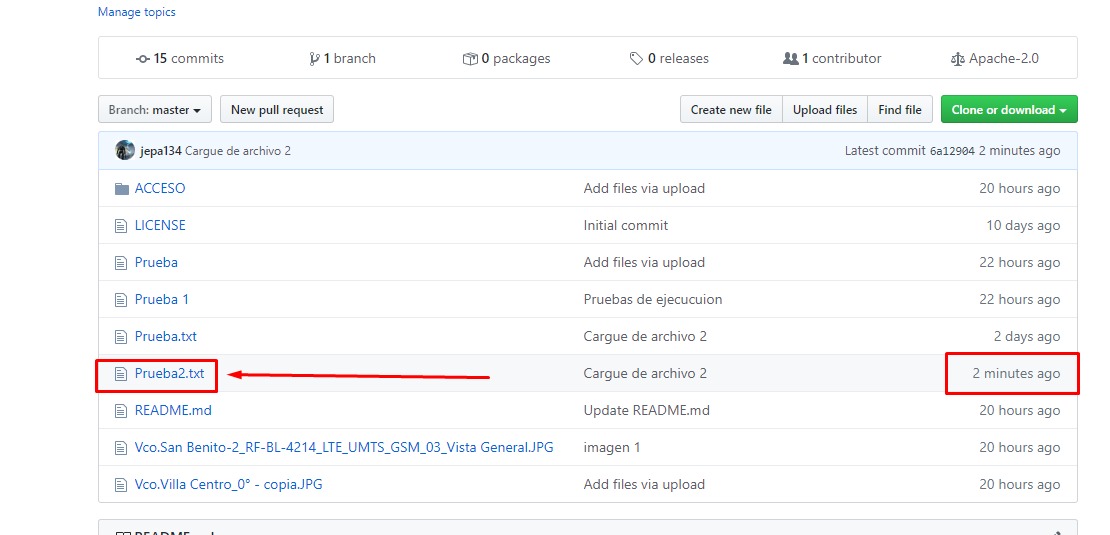 Manage topics
15 commits 1 branch 0 packages 0 releases 1 contributor Apache-2.0
Branch: master New pull request Create new file Upload files Find file Clone or download
jepa134 Cargue de archivo 2 Latest commit 6a12904 2 minutes ago
ACCESO Add files via upload 20 hours ago
LICENSE Initial commit 10 days ago
Prueba Add files via upload 22 hours ago
Prueba 1 Pruebas de ejecucuion 22 hours ago
Prueba.txt Cargue de archivo 2 2 days ago
Prueba2.txt Cargue de archivo 2 2 minutes ago
README.md Update README.md 20 hours ago
Vco.San Benito-2_RF-BL-4214_LTE_UMTS_GSM_03_Vista General.JPG imagen 1 20 hours ago
Vco.Villa Centro_0° - copia.JPG Add files via upload 20 hours ago